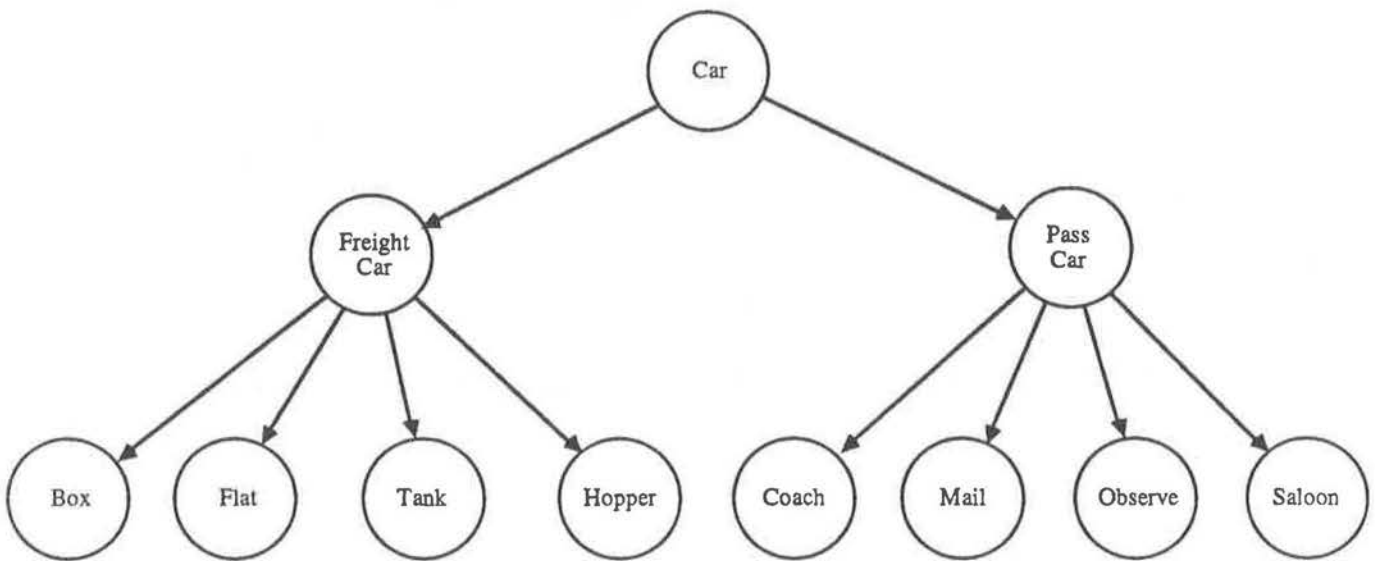 Car
Freight
Car
Pass
Car
Box
Flat
Tank
Hopper
Coach
Mail
Observe
Saloon